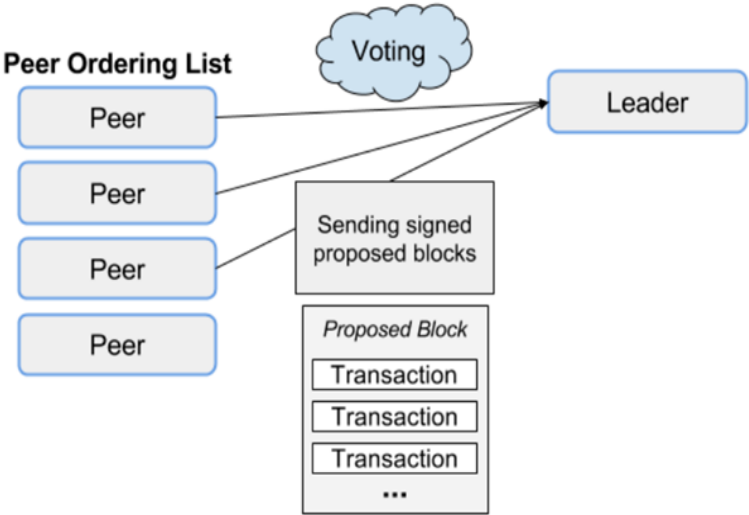 Voting
Peer Ordering List
Peer
Leader
Peer
Peer
Peer
Sending signed
proposed blocks
Proposed Block
Transaction
Transaction
Transaction
...